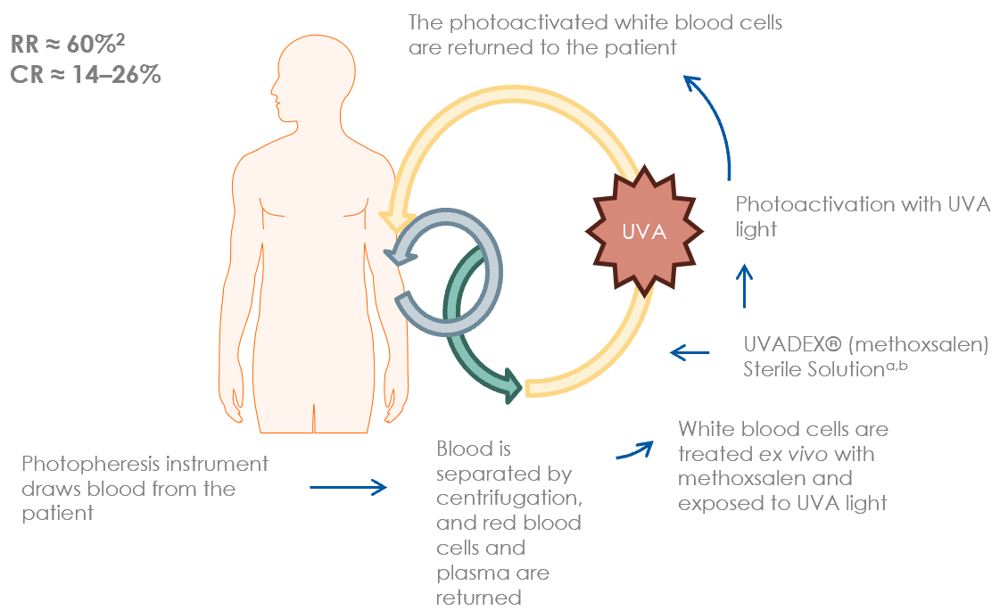 RR ≈ 60%²
CR ≈ 14–26%
The photoactivated white blood cells
are returned to the patient
UVA
Photoactivation with UVA
light
UVADEX® (methoxsalen)
Sterile Solutionᵃ,ᵇ
White blood cells are
treated ex vivo with
methoxsalen and
exposed to UVA light
Blood is
separated by
centrifugation,
and red blood
cells and
plasma are
returned
Photopheresis instrument
draws blood from the
patient